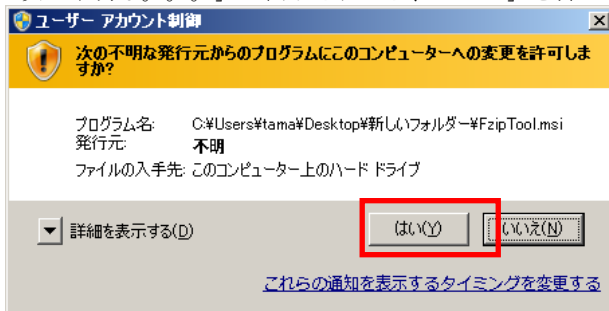 ユーザー アカウント制御
次の不明な発行元からのプログラムにこのコンピューターへの変更を許可しま
すか?
プログラム名: C:¥Users¥tama¥Desktop¥新しいフォルダー¥FzipTool.msi
発行元: 不明
ファイルの入手先: このコンピューター上のハード ドライブ
詳細を表示する(D)
はい(Y)
いいえ(N)
これらの通知を表示するタイミングを変更する